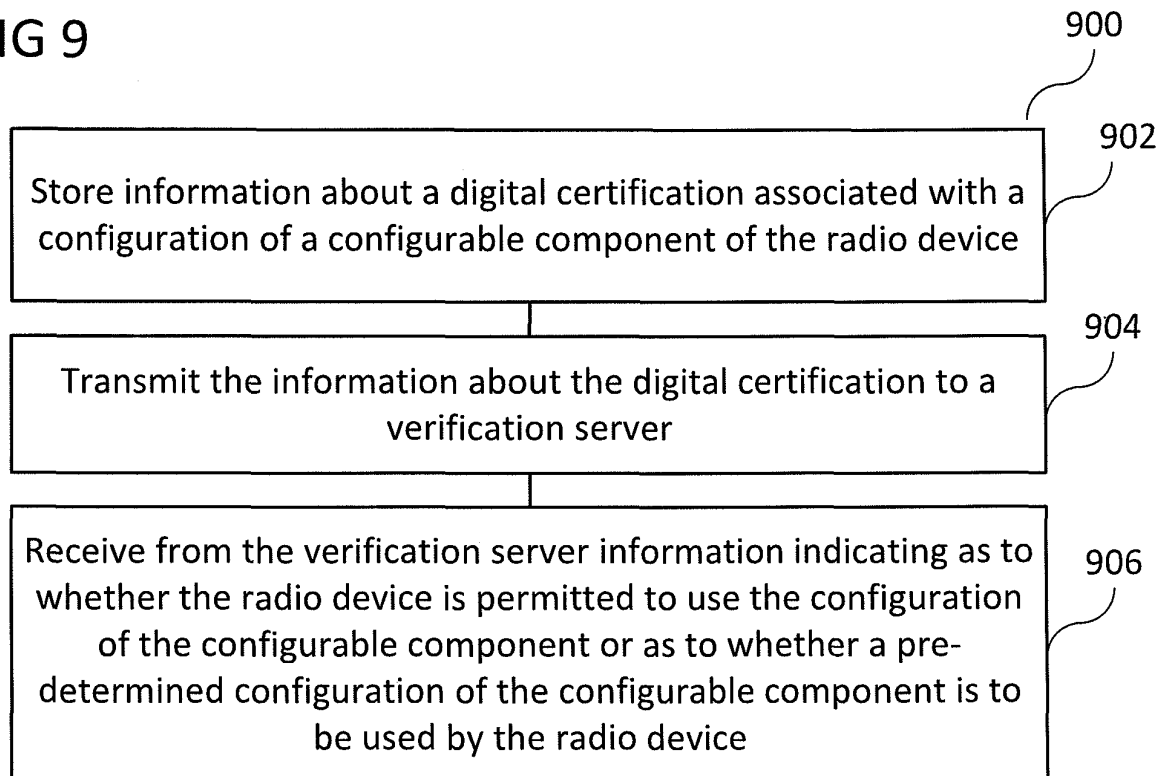 IG 9
900
902
Store information about a digital certification associated with a
configuration of a configurable component of the radio device
904
Transmit the information about the digital certification to a
verification server
Receive from the verification server information indicating as to
906
whether the radio device is permitted to use the configuration
of the configurable component or as to whether a pre-
determined configuration of the configurable component is to
be used by the radio device